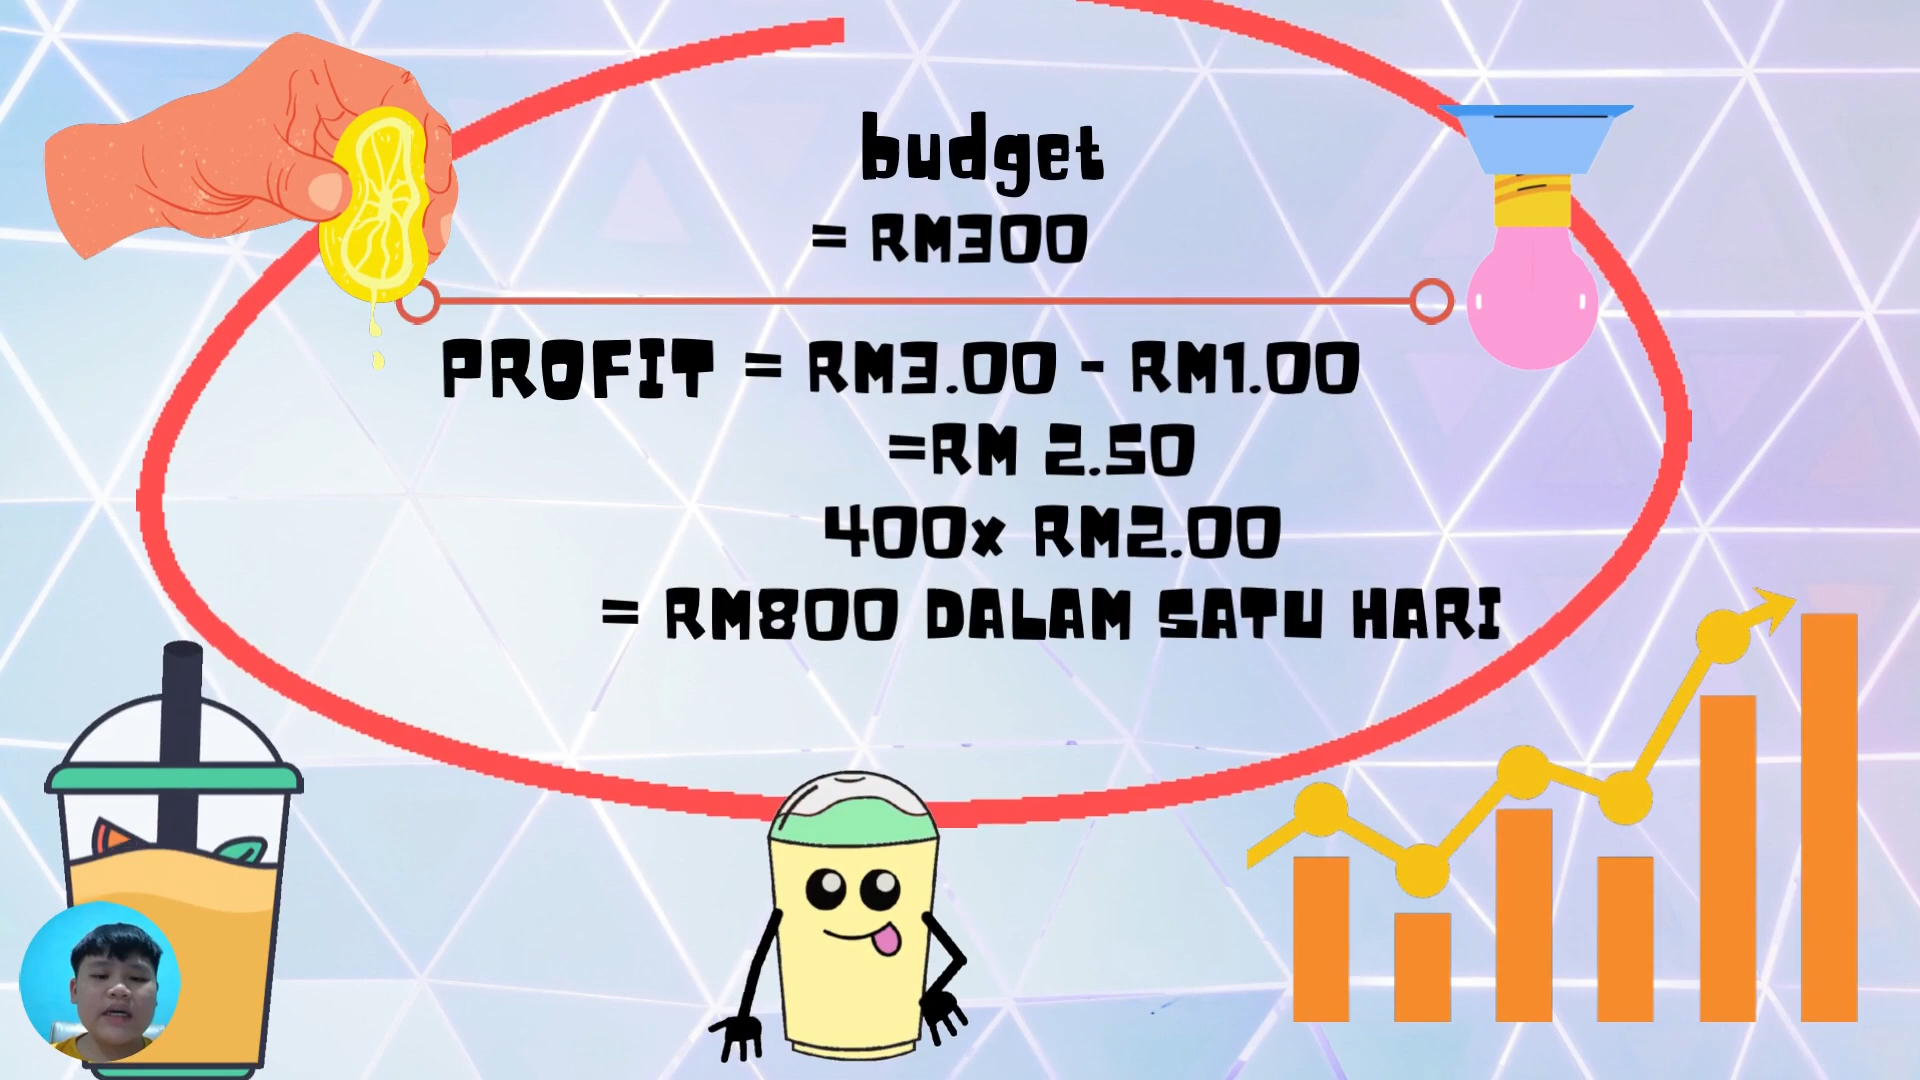 budget
= RM300
PROFIT = RM3.00 - RM1.00
=RM 2.50
400x RM2.00
= RM800 DALAM SATU HARI